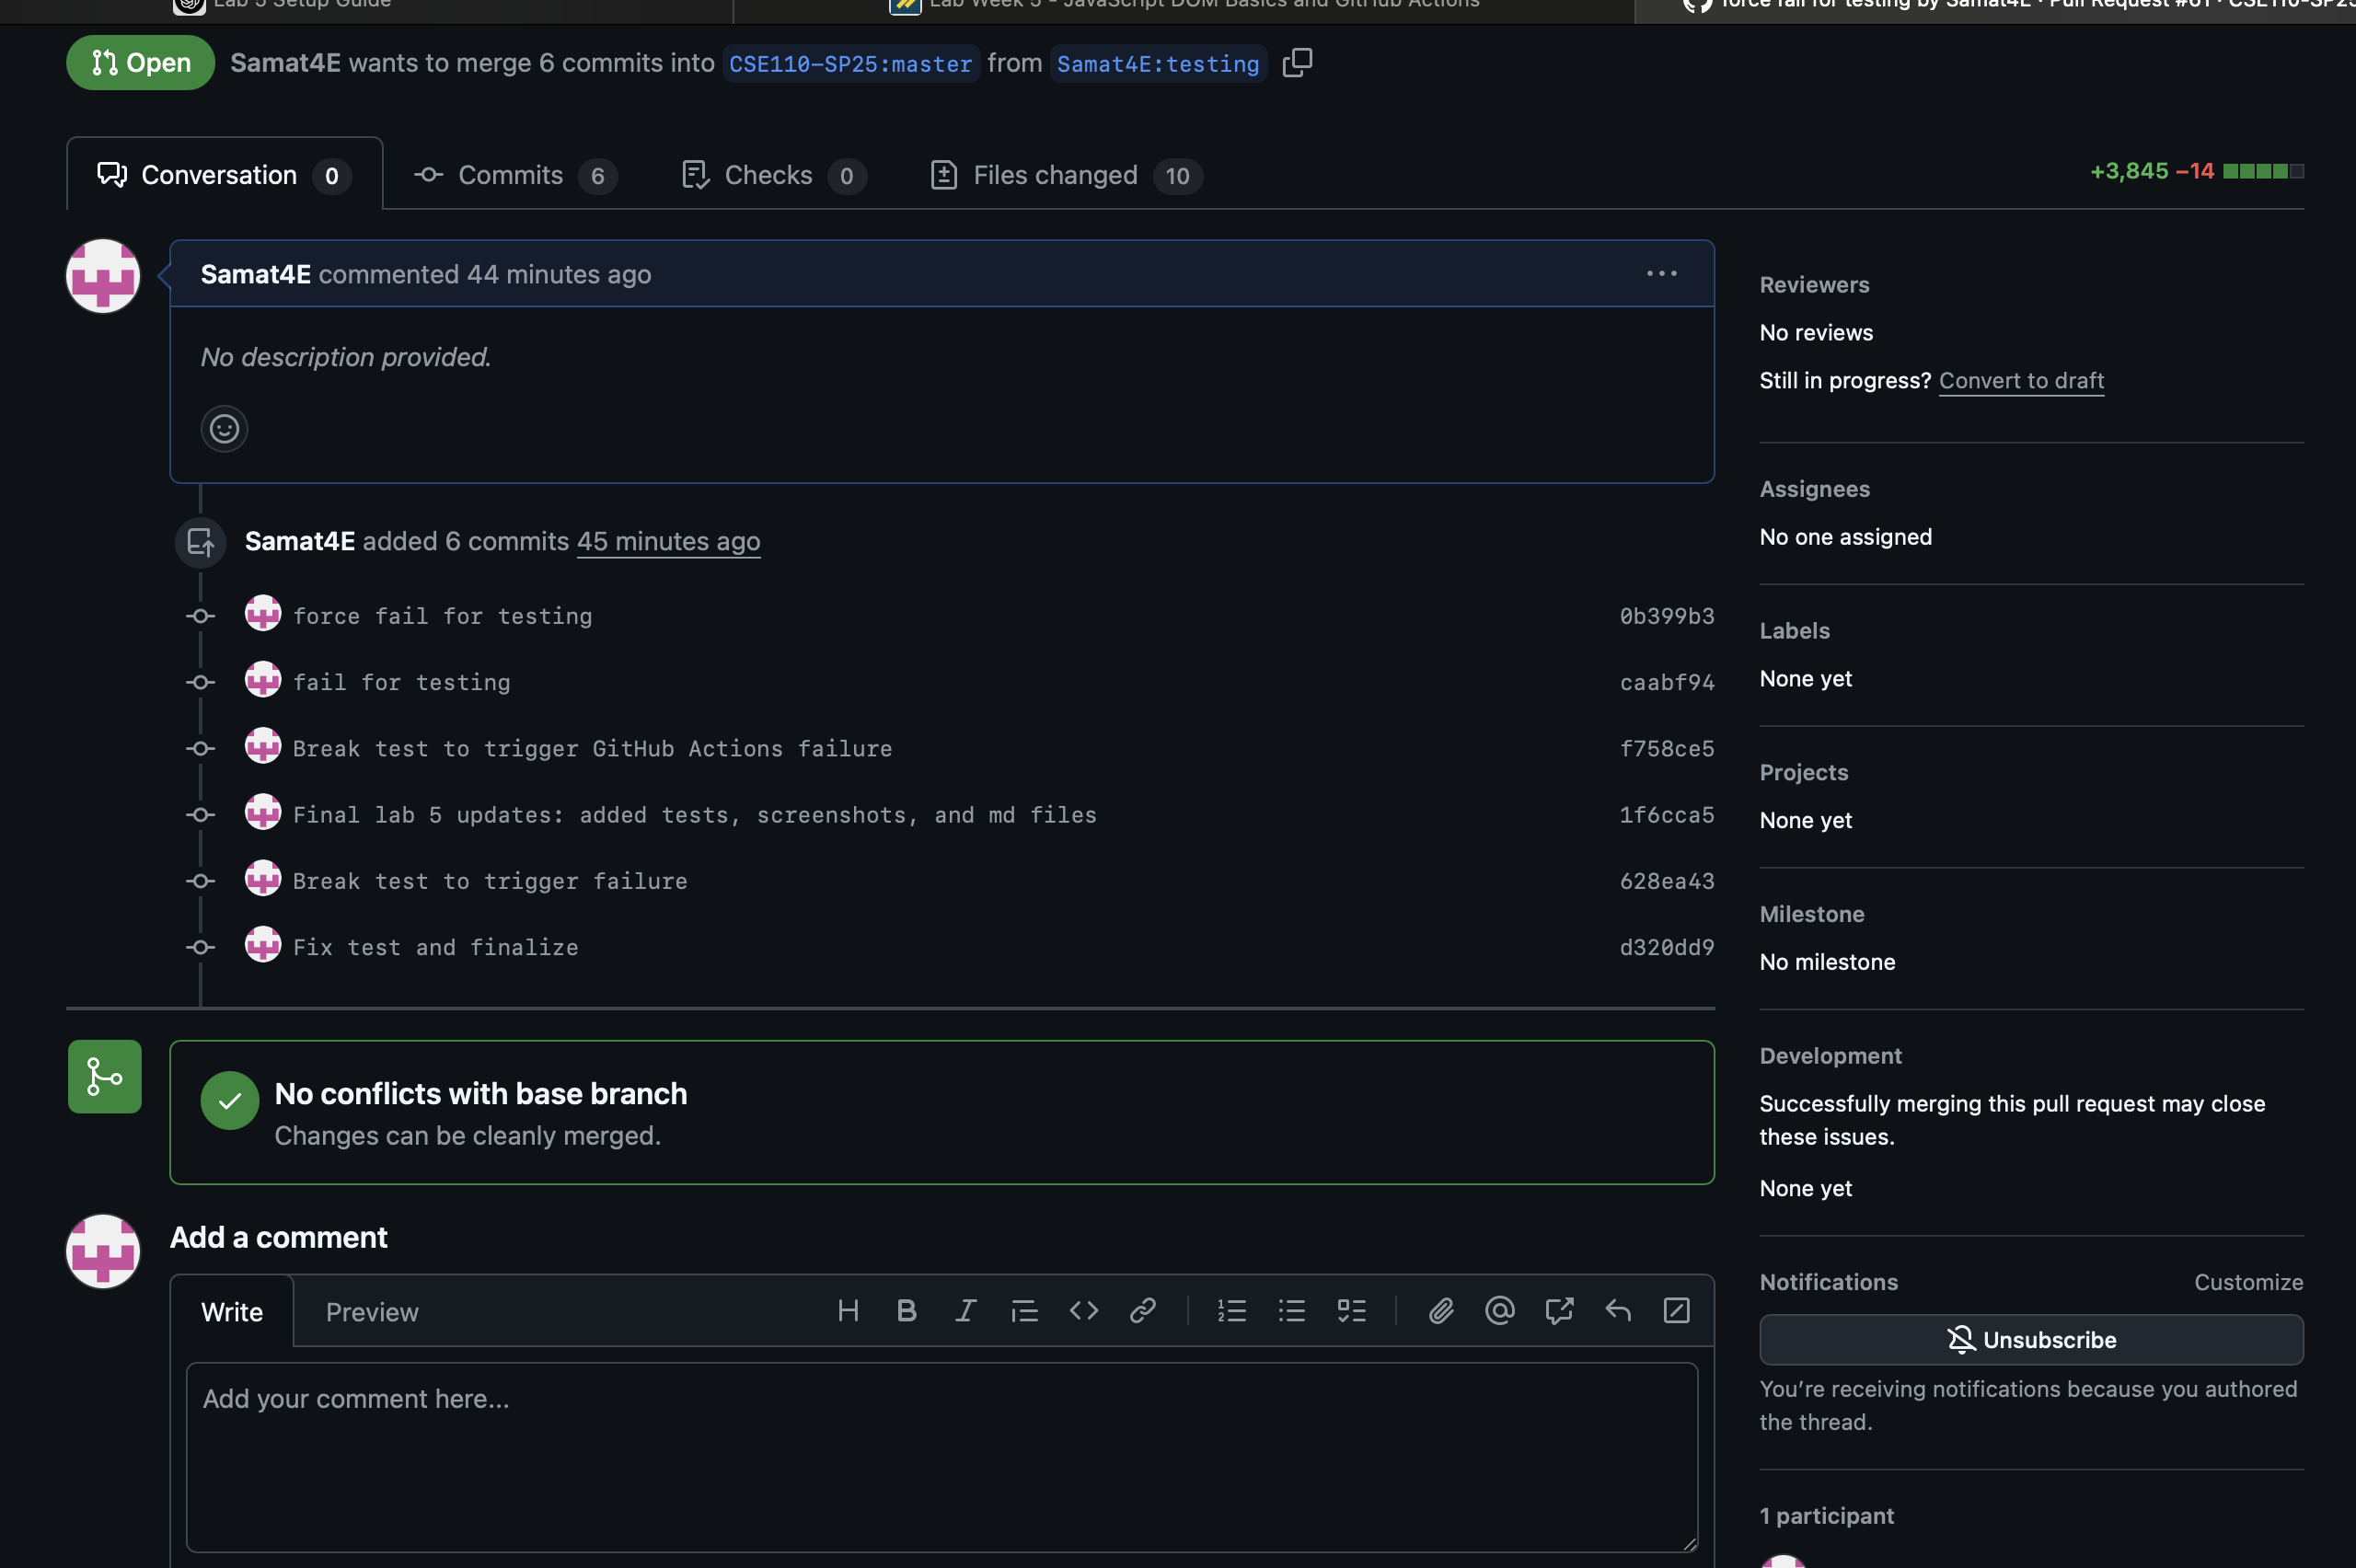 Lab 5 Setup Guide
Lab Week 5 - JavaScript DOM Basics and GitHub Actions
force fail for testing by Samat4E · Pull Request #61 · CSE110-SP25
Open
Samat4E wants to merge 6 commits into CSE110-SP25:master from Samat4E:testing
Conversation 0
Commits 6
Checks 0
Files changed 10
+3,845 −14
Samat4E commented 44 minutes ago
No description provided.
Samat4E added 6 commits 45 minutes ago
force fail for testing 0b399b3
fail for testing caabf94
Break test to trigger GitHub Actions failure f758ce5
Final lab 5 updates: added tests, screenshots, and md files 1f6cca5
Break test to trigger failure 628ea43
Fix test and finalize d320dd9
No conflicts with base branch
Changes can be cleanly merged.
Add a comment
Write
Preview
Add your comment here...
Reviewers
No reviews
Still in progress? Convert to draft
Assignees
No one assigned
Labels
None yet
Projects
None yet
Milestone
No milestone
Development
Successfully merging this pull request may close
these issues.
None yet
Notifications
Customize
Unsubscribe
You're receiving notifications because you authored
the thread.
1 participant